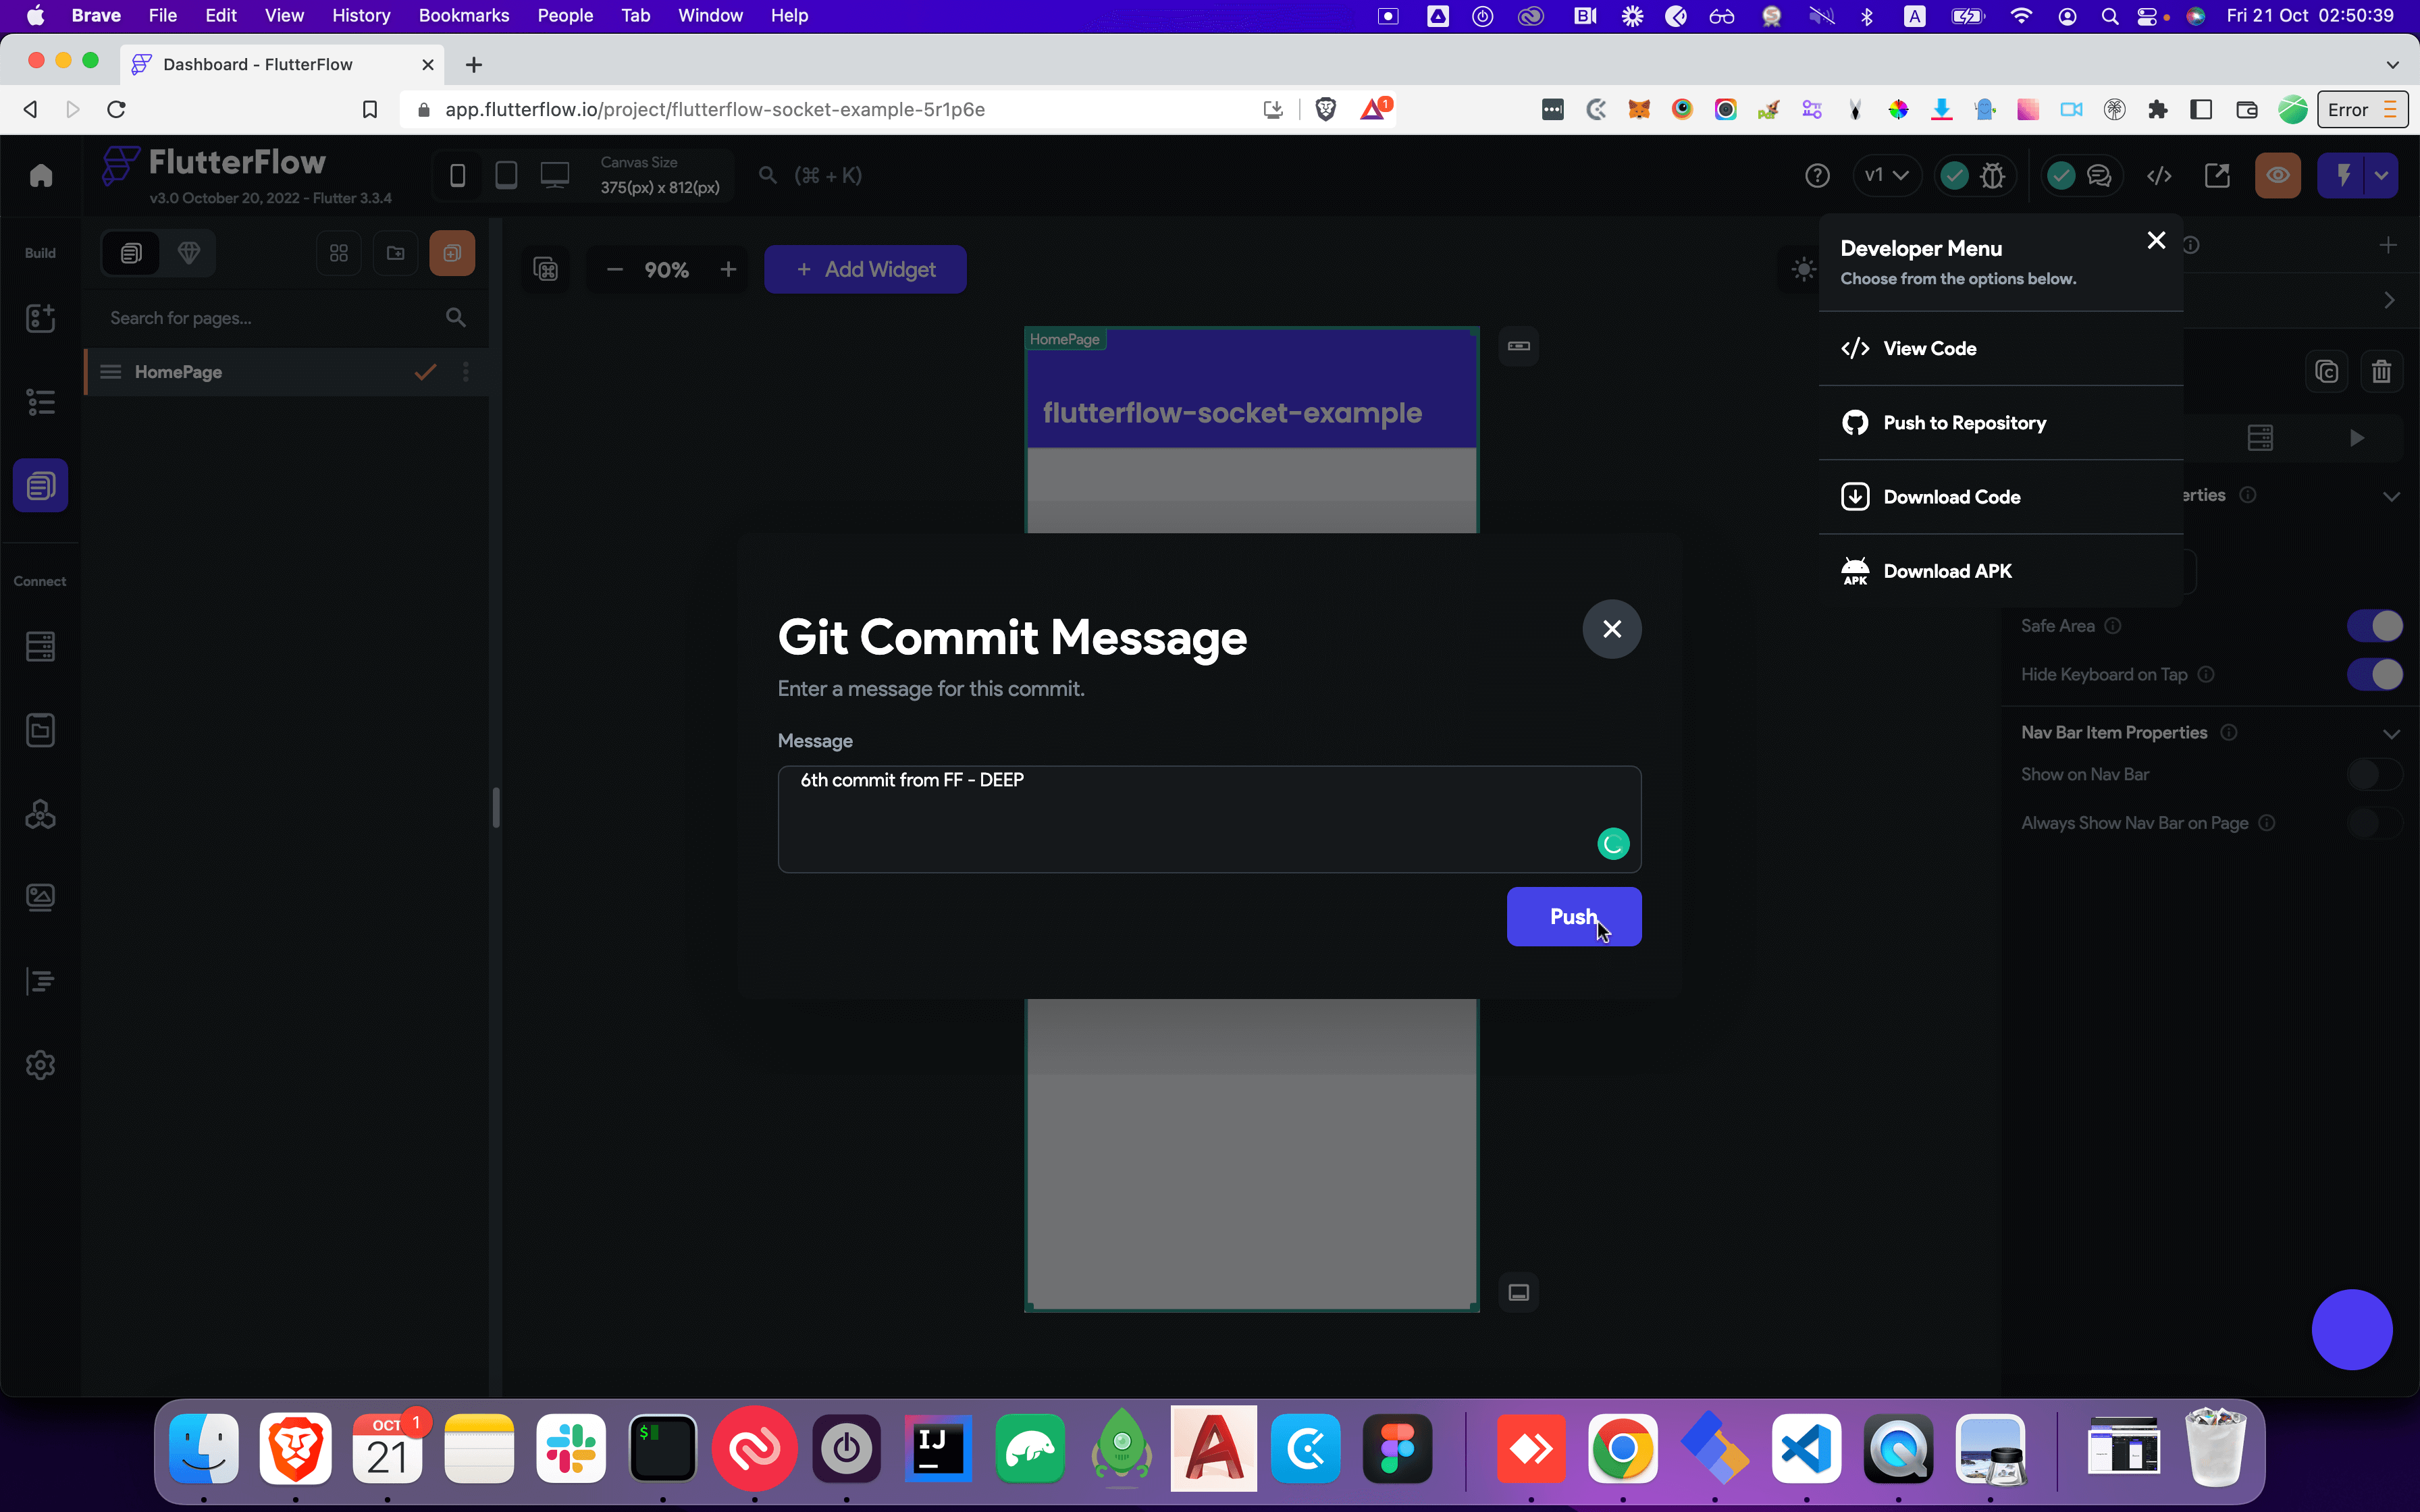 Brave File Edit View History Bookmarks People Tab Window Help
A
Fri 21 Oct 02:50:39
Dashboard - FlutterFlow
app.flutterflow.io/project/flutterflow-socket-example-5r1p6e
1
Error
FlutterFlow
v3.0 October 20, 2022 - Flutter 3.3.4
Canvas Size
375(px) x 812(px)
(⌘ + K)
v1
Build
90%
+ Add Widget
Developer Menu
Choose from the options below.
View Code
Push to Repository
Download Code
APK
Download APK
Search for pages...
HomePage
HomePage
flutterflow-socket-example
erties
Connect
Git Commit Message
Enter a message for this commit.
Message
6th commit from FF - DEEP
Push
Safe Area
Hide Keyboard on Tap
Nav Bar Item Properties
Show on Nav Bar
Always Show Nav Bar on Page
OCT
1
21
$
IJ